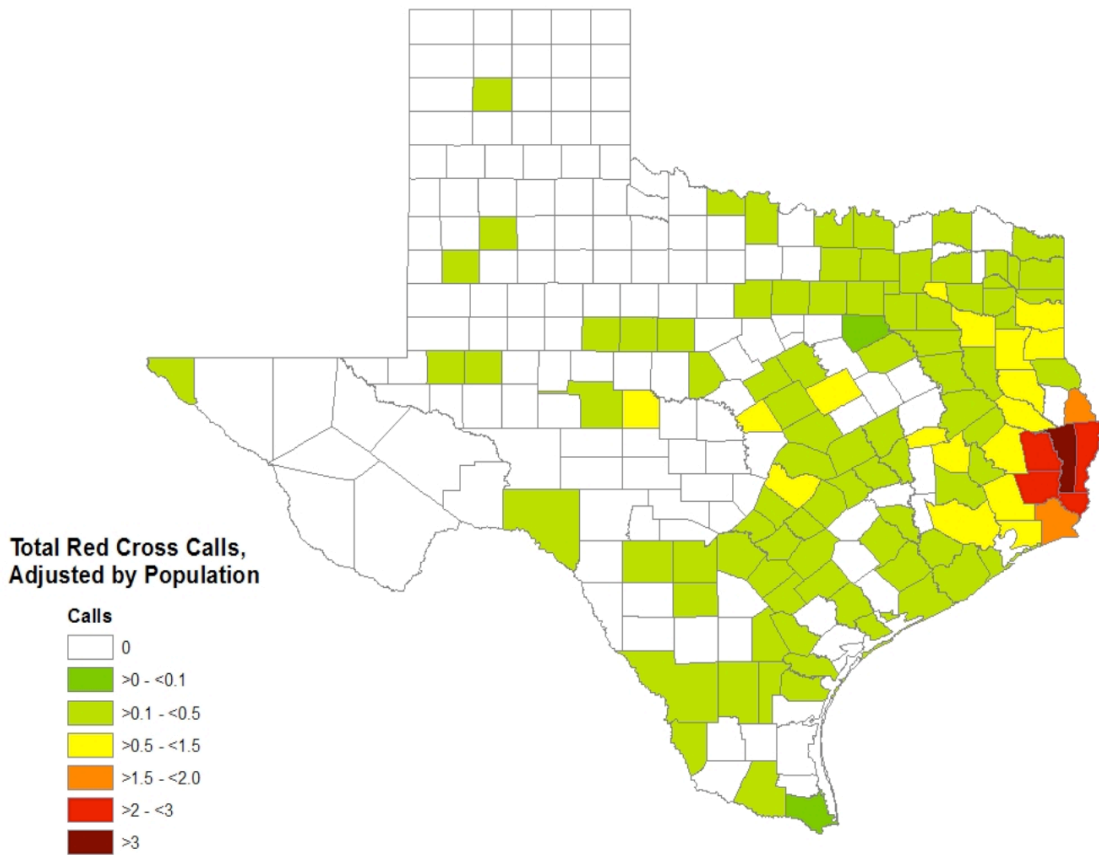 Total Red Cross Calls,
Adjusted by Population
Calls
0
>0 - <0.1
>0.1 - <0.5
>0.5 - <1.5
>1.5 - <2.0
>2 - <3
>3